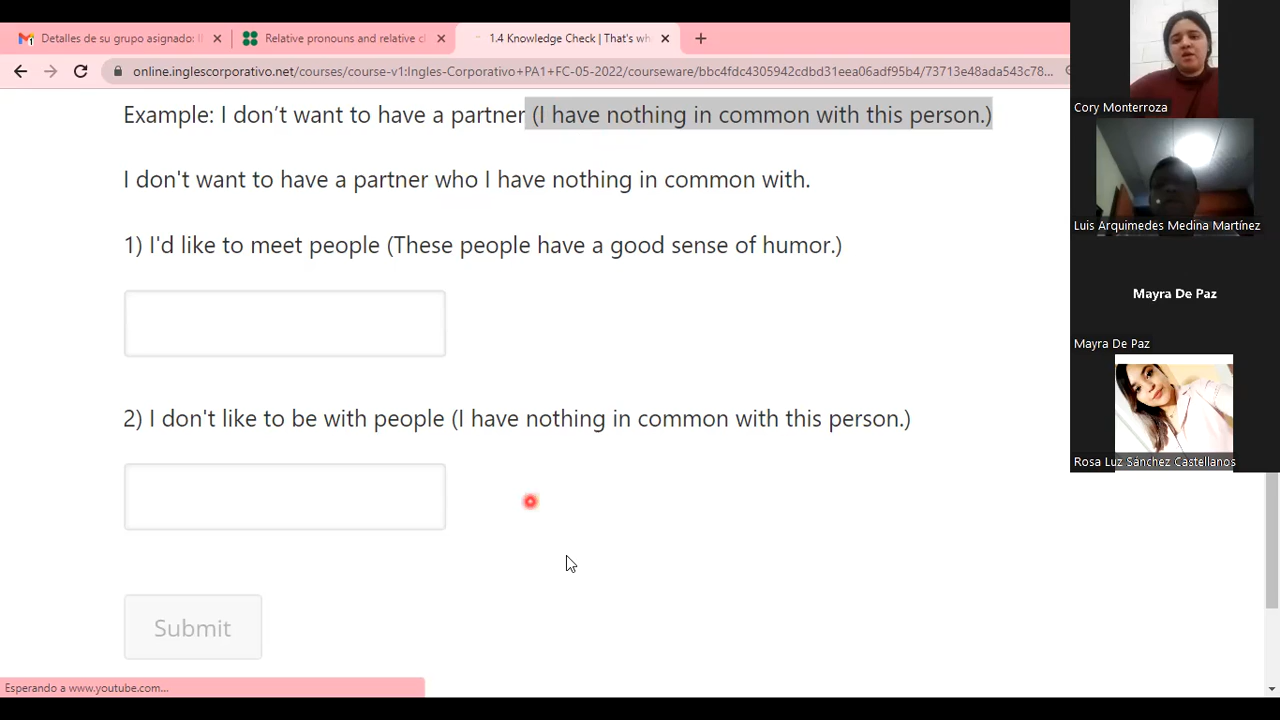 Detalles de su grupo asignado: I
Relative pronouns and relative cl
1.4 Knowledge Check | That's wh
online.inglescorporativo.net/courses/course-v1:Ingles-Corporativo+PA1+FC-05-2022/courseware/bbc4fdc4305942cdbd31eea06adf95b4/73713e48ada543c78...
Example: I don’t want to have a partner (I have nothing in common with this person.)
I don't want to have a partner who I have nothing in common with.
1) I'd like to meet people (These people have a good sense of humor.)
2) I don't like to be with people (I have nothing in common with this person.)
Submit
Esperando a www.youtube.com...
Cory Monterroza
Luis Arquimedes Medina Martínez
Mayra De Paz
Mayra De Paz
Rosa Luz Sánchez Castellanos